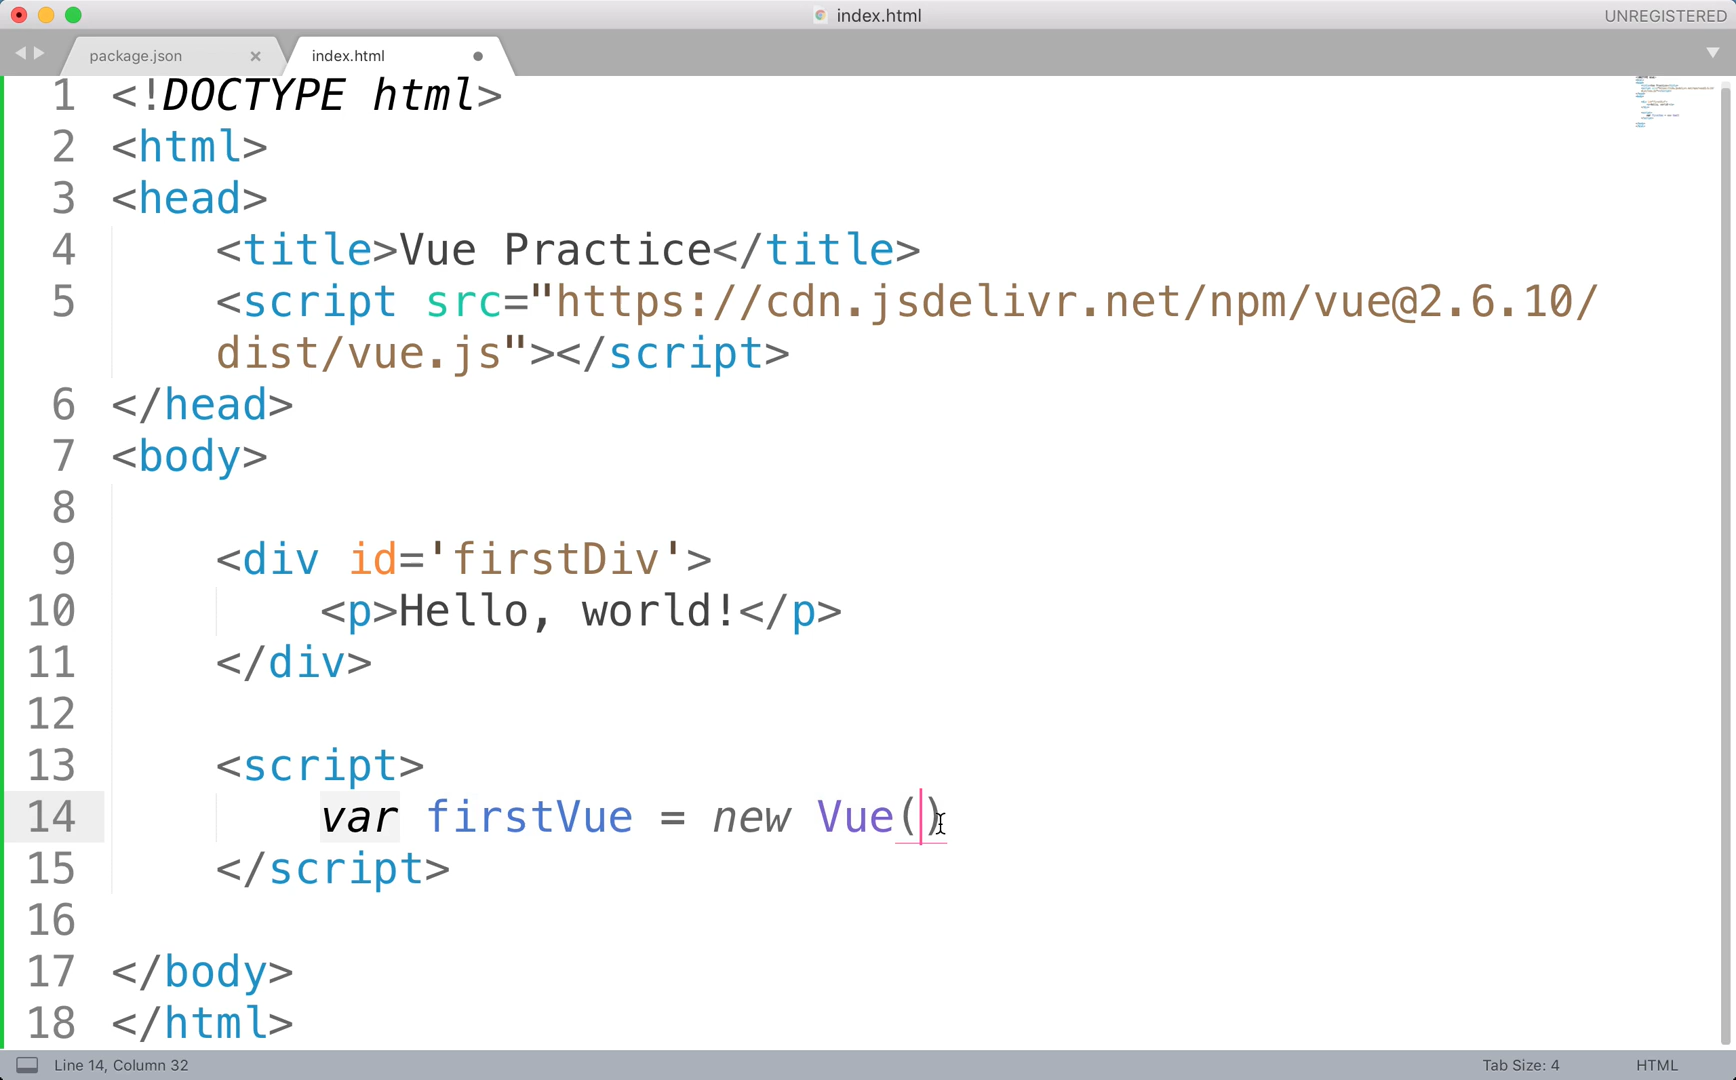 index.html
UNREGISTERED
package.json
index.html
1 <!DOCTYPE html>
2 <html>
3 <head>
4 <title>Vue Practice</title>
5 <script src="https://cdn.jsdelivr.net/npm/vue@2.6.10/
dist/vue.js"></script>
6 </head>
7 <body>
8
9 <div id='firstDiv'>
10 <p>Hello, world!</p>
11 </div>
12
13 <script>
14 var firstVue = new Vue()
15 </script>
16
17 </body>
18 </html>
Line 14, Column 32
Tab Size: 4
HTML